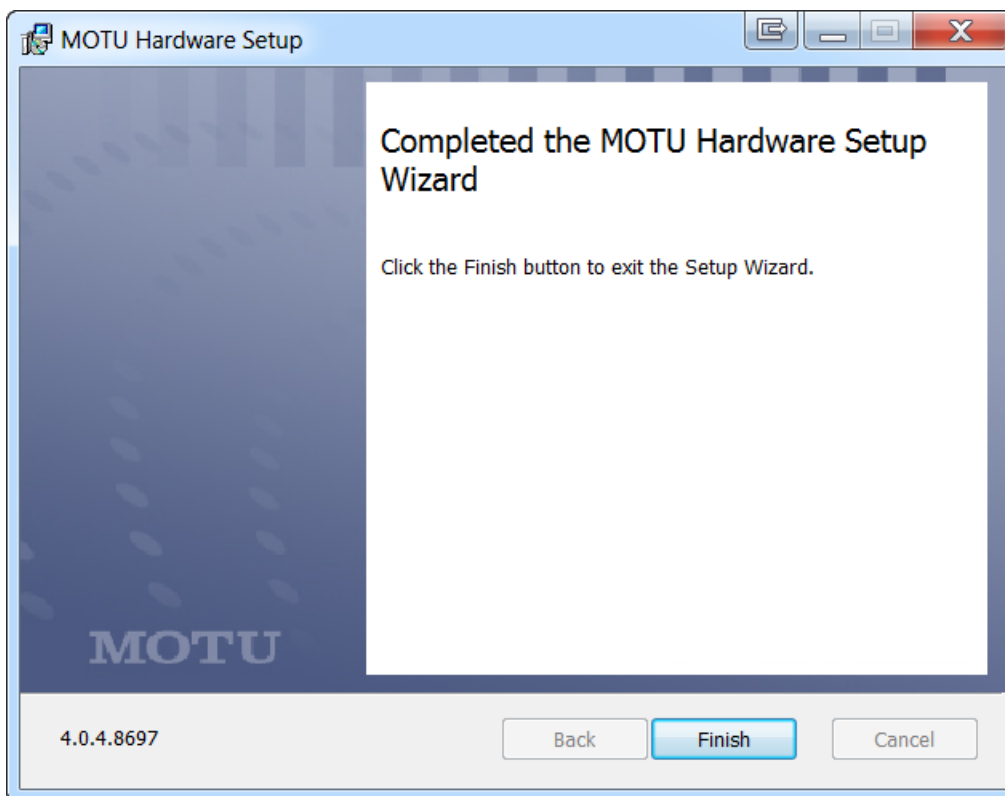 MOTU Hardware Setup
Completed the MOTU Hardware Setup
Wizard
Click the Finish button to exit the Setup Wizard.
MOTU
4.0.4.8697
Back
Finish
Cancel